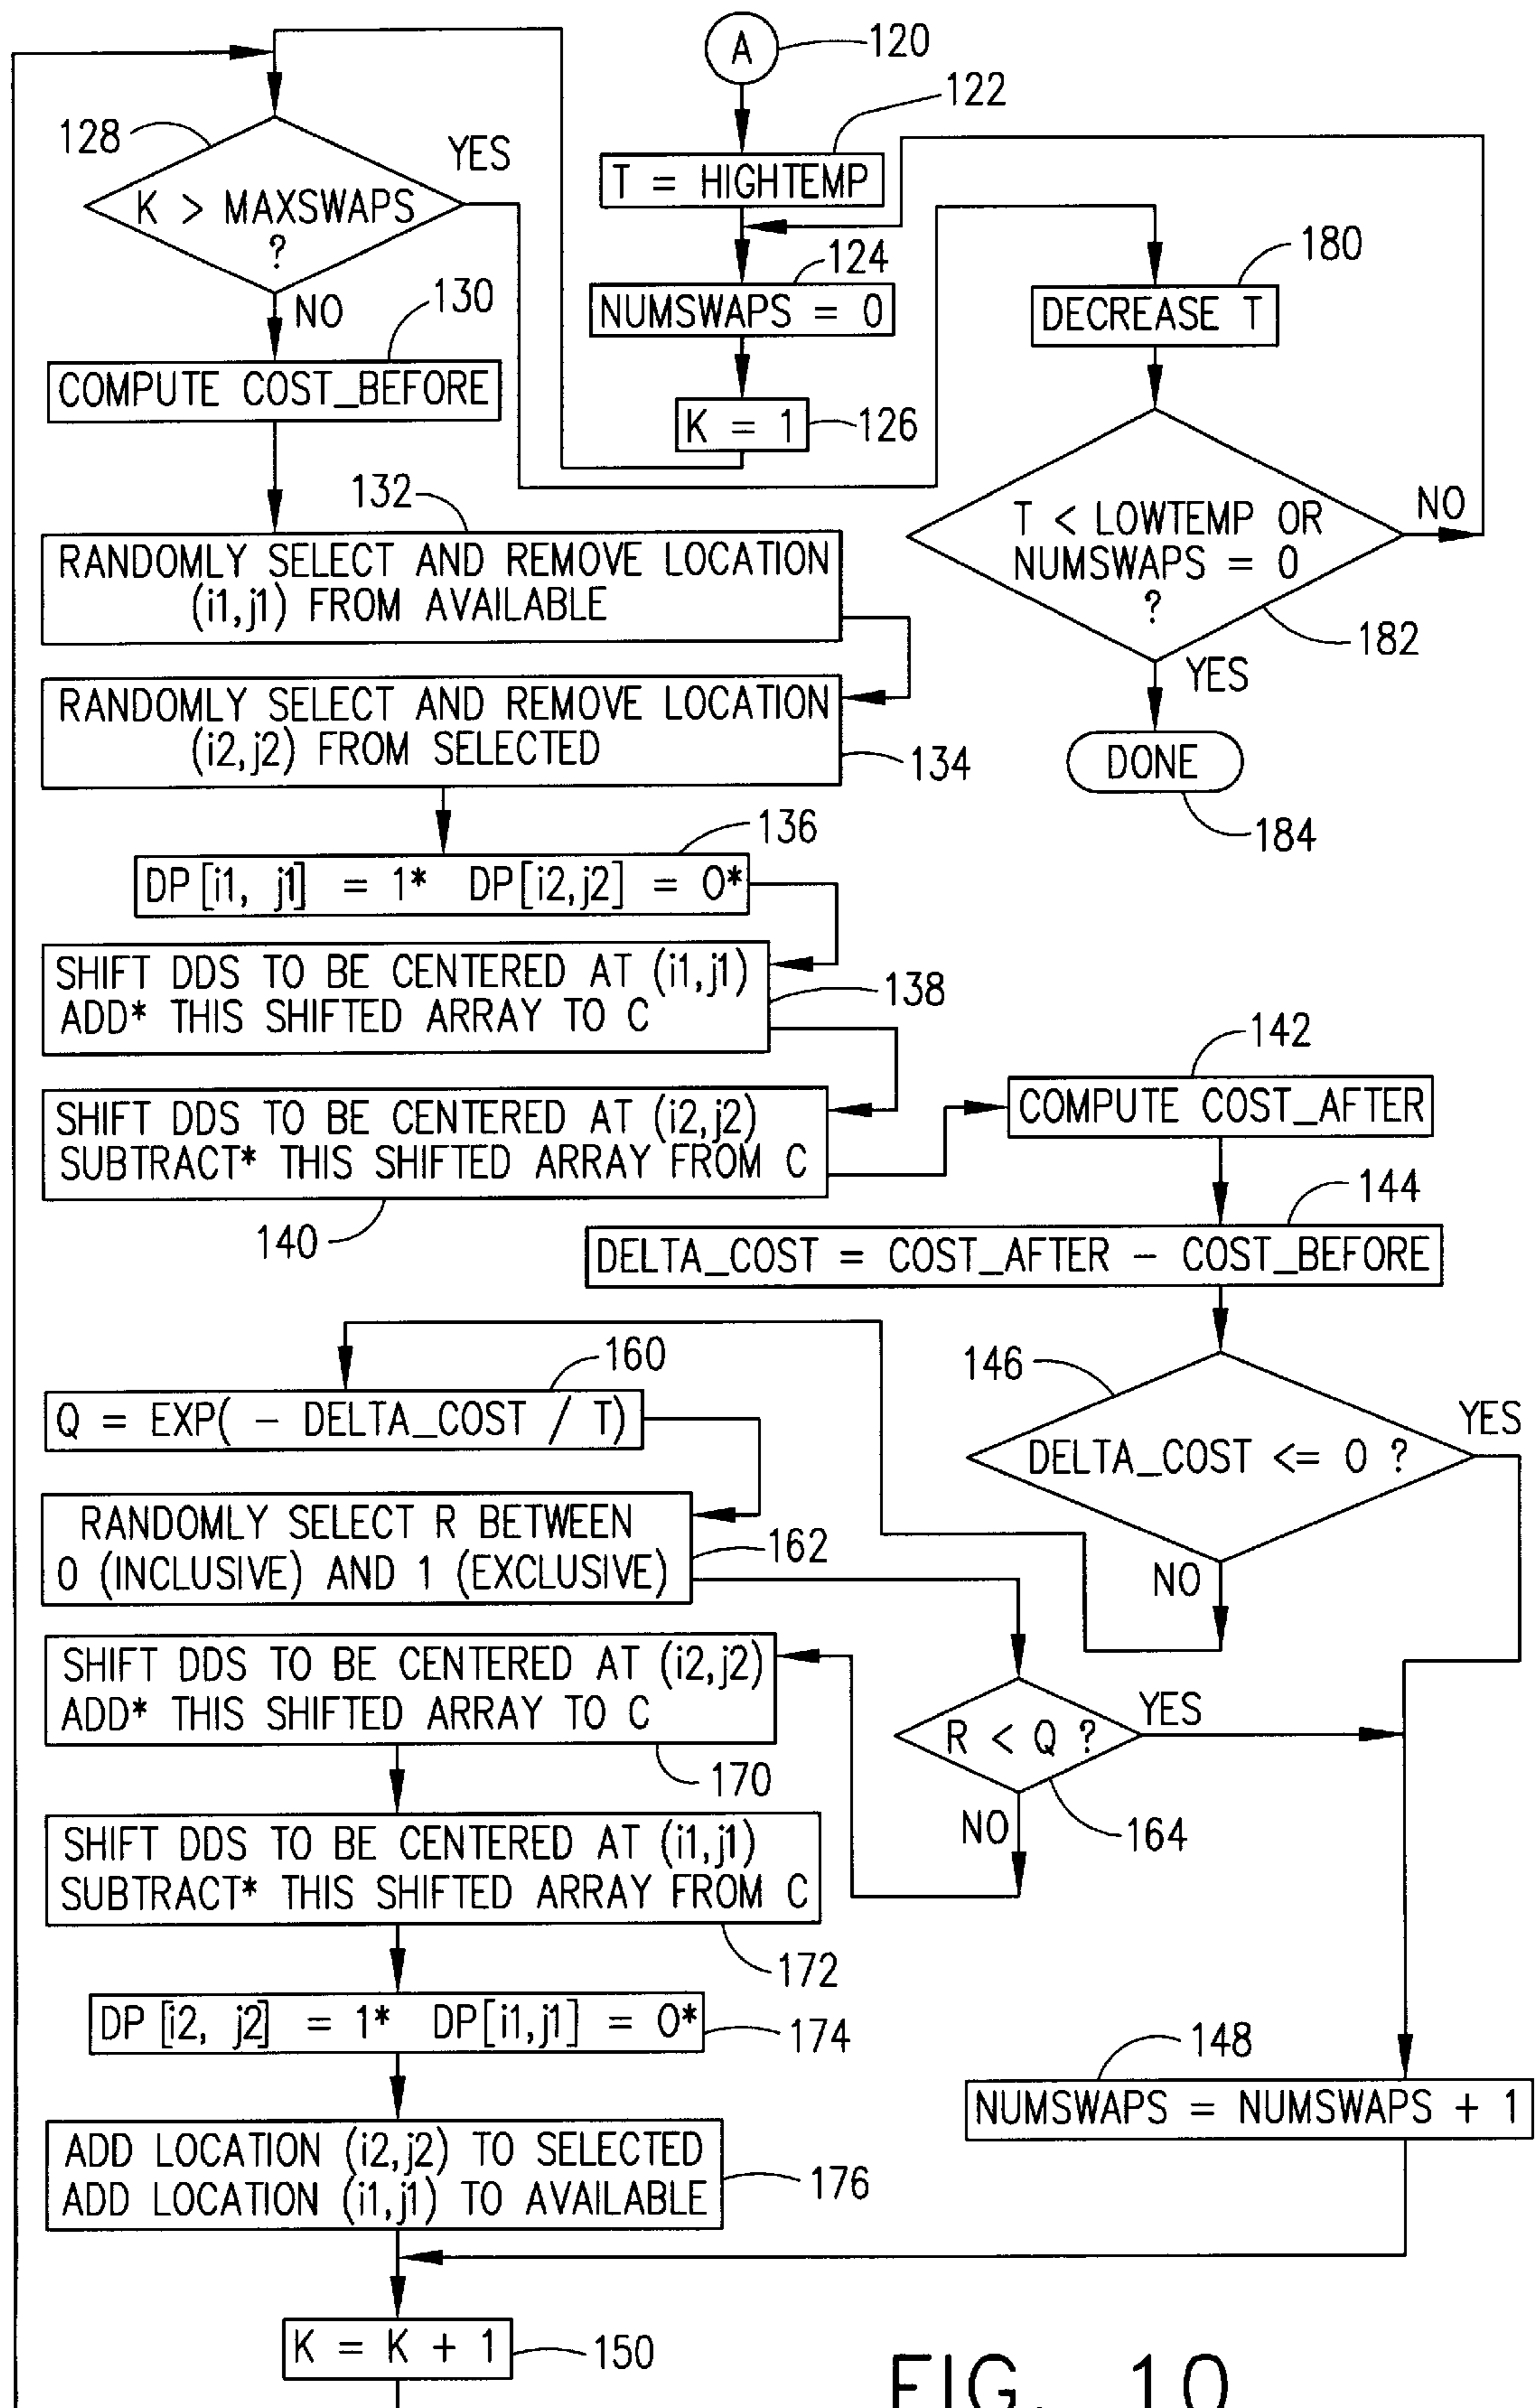 A
120
122
T = HIGHTEMP
124
NUMSWAPS = 0
K = 1
126
128
K > MAXSWAPS
?
YES
NO
130
COMPUTE COST_BEFORE
132
RANDOMLY SELECT AND REMOVE LOCATION
(i1,j1) FROM AVAILABLE
RANDOMLY SELECT AND REMOVE LOCATION
(i2,j2) FROM SELECTED
134
136
DP[i1, j1] = 1* DP[i2,j2] = 0*
SHIFT DDS TO BE CENTERED AT (i1,j1)
ADD* THIS SHIFTED ARRAY TO C
138
SHIFT DDS TO BE CENTERED AT (i2,j2)
SUBTRACT* THIS SHIFTED ARRAY FROM C
140
142
COMPUTE COST_AFTER
144
DELTA_COST = COST_AFTER - COST_BEFORE
146
DELTA_COST <= 0 ?
YES
NO
160
Q = EXP( - DELTA_COST / T)
RANDOMLY SELECT R BETWEEN
0 (INCLUSIVE) AND 1 (EXCLUSIVE)
162
R < Q ?
YES
NO
164
SHIFT DDS TO BE CENTERED AT (i2,j2)
ADD* THIS SHIFTED ARRAY TO C
170
SHIFT DDS TO BE CENTERED AT (i1,j1)
SUBTRACT* THIS SHIFTED ARRAY FROM C
172
DP[i2, j2] = 1* DP[i1,j1] = 0*
174
ADD LOCATION (i2,j2) TO SELECTED
ADD LOCATION (i1,j1) TO AVAILABLE
176
148
NUMSWAPS = NUMSWAPS + 1
K = K + 1
150
180
DECREASE T
T < LOWTEMP OR
NUMSWAPS = 0
?
NO
182
YES
DONE
184
FIG. 10